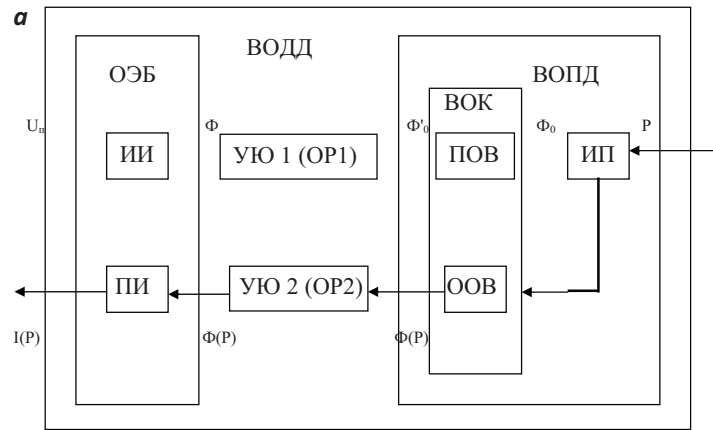 а
ВОДД
ОЭБ
ВОПД
ВОК
Uп
Ф
Ф'0
Ф0
P
ИИ
УЮ 1 (ОР1)
ПОВ
ИП
ПИ
УЮ 2 (ОР2)
ООВ
I(P)
Ф(P)
Ф(P)